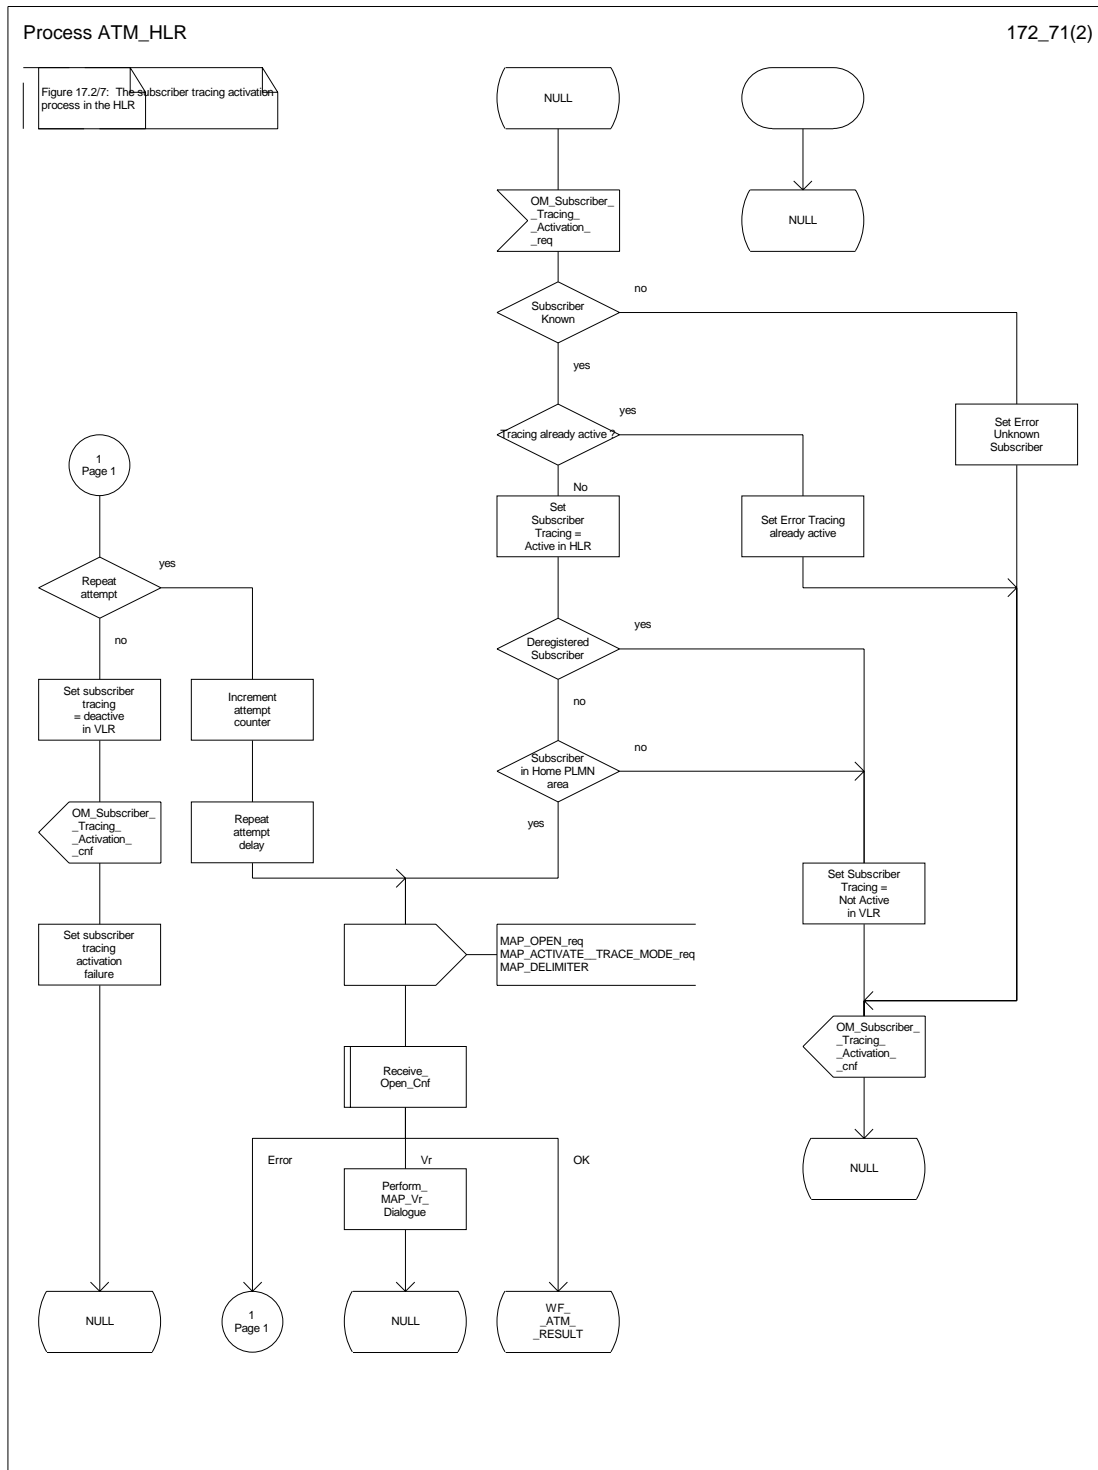 Process ATM_HLR
172_71(2)
Figure 17.2/7: The subscriber tracing activation
process in the HLR
NULL
OM_Subscriber_
_Tracing_
_Activation_
_req
NULL
Subscriber
Known
no
yes
Tracing already active ?
yes
No
Set Error
Unknown
Subscriber
1
Page 1
Set
Subscriber
Tracing =
Active in HLR
Set Error Tracing
already active
Repeat
attempt
yes
no
Deregistered
Subscriber
yes
no
Set subscriber
tracing
= deactive
in VLR
Increment
attempt
counter
Subscriber
in Home PLMN
area
no
yes
OM_Subscriber_
_Tracing_
_Activation_
_cnf
Repeat
attempt
delay
Set Subscriber
Tracing =
Not Active
in VLR
Set subscriber
tracing
activation
failure
MAP_OPEN_req
MAP_ACTIVATE__TRACE_MODE_req
MAP_DELIMITER
OM_Subscriber_
_Tracing_
_Activation_
_cnf
Receive_
Open_Cnf
Error
Vr
OK
Perform_
MAP_Vr_
Dialogue
NULL
NULL
1
Page 1
NULL
WF_
_ATM_
_RESULT